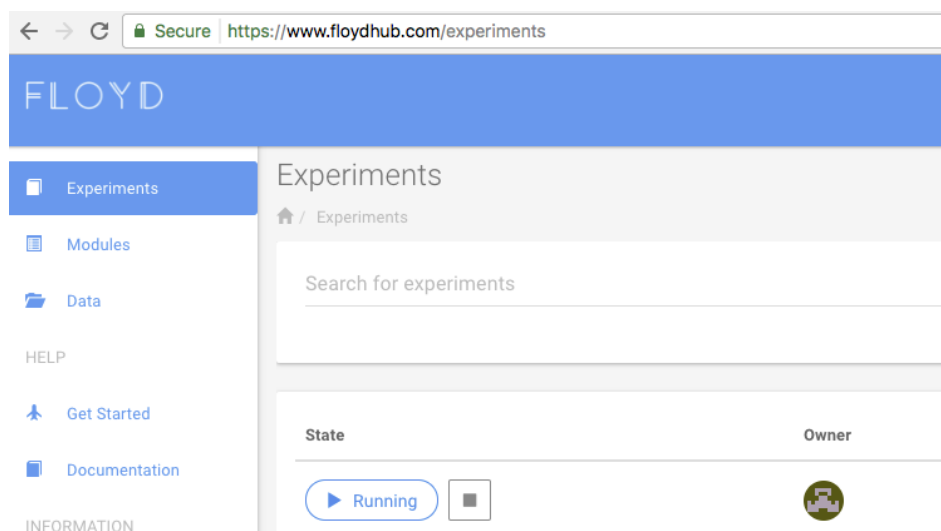 Secure https://www.floydhub.com/experiments
FLOYD
Experiments
Modules
Data
HELP
Get Started
Documentation
INFORMATION
Experiments
/ Experiments
Search for experiments
State Owner
Running